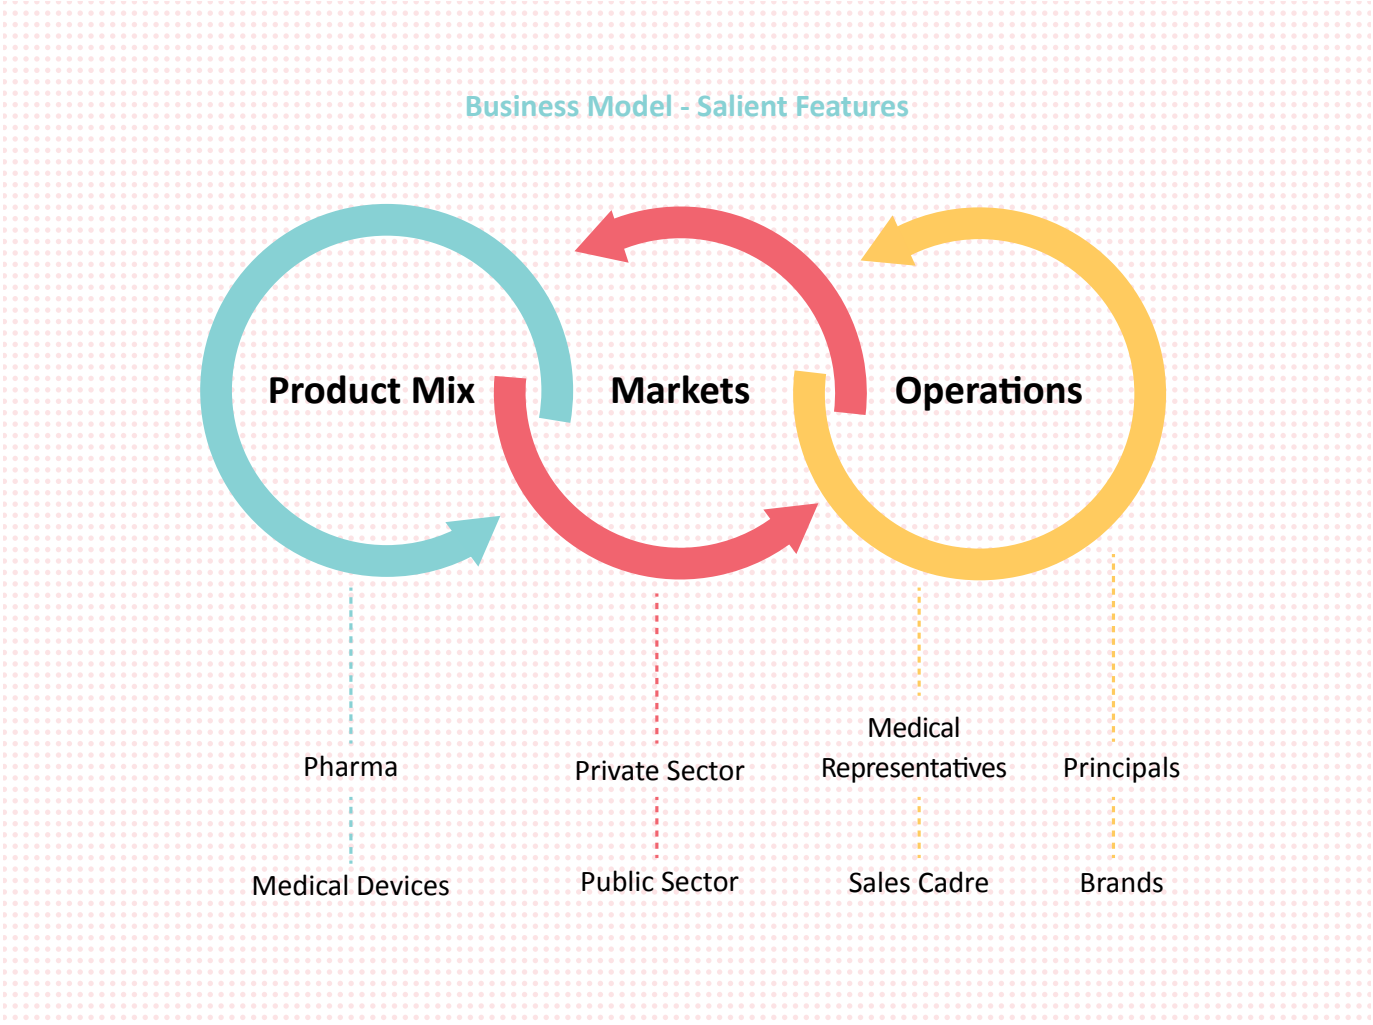 Business Model - Salient Features
Product Mix
Markets
Operations
Pharma
Medical Devices
Private Sector
Public Sector
Medical
Representatives
Sales Cadre
Principals
Brands